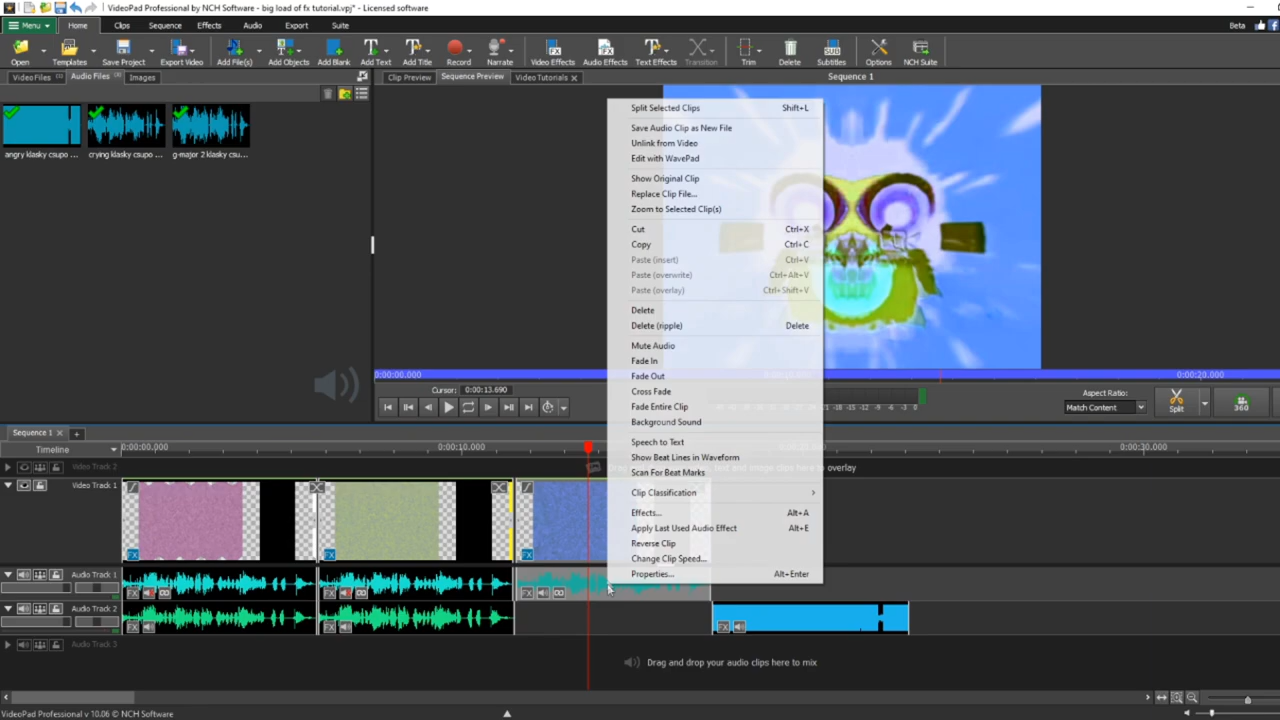 VideoPad Professional by NCH Software - big load of fx tutorial.vpj* - Licensed software
Menu Home Clips Sequence Effects Audio Export Suite Beta
Open Templates Save Project Export Video Add File(s) Add Objects Add Blank Add Text Add Title Record Narrate Video Effects Audio Effects Text Effects Transition Trim Delete Subtitles Options NCH Suite
Video Files Audio Files Images
Clip Preview Sequence Preview Video Tutorials
Sequence 1
angry klasky csupo ... crying klasky csupo ... g-major 2 klasky csu...
Split Selected Clips Shift+L
Save Audio Clip as New File
Unlink from Video
Edit with WavePad
Show Original Clip
Replace Clip File...
Zoom to Selected Clip(s)
Cut Ctrl+X
Copy Ctrl+C
Paste (insert) Ctrl+V
Paste (overwrite) Ctrl+Alt+V
Paste (overlay) Ctrl+Shift+V
Delete
Delete (ripple) Delete
Mute Audio
Fade In
Fade Out
Cross Fade
Fade Entire Clip
Background Sound
Speech to Text
Show Beat Lines in Waveform
Scan For Beat Marks
Clip Classification
Effects... Alt+A
Apply Last Used Audio Effect Alt+E
Reverse Clip
Change Clip Speed...
Properties... Alt+Enter
0:00:00.000 0:00:20.000
Cursor: 0:00:13.690
Aspect Ratio:
Match Content
Split 360
Sequence 1
Timeline 0:00:00.000 0:00:10.000 0:00:30.000
Video Track 2
to overlay
Video Track 1
Audio Track 1
Audio Track 2
Audio Track 3
Drag and drop your audio clips here to mix
VideoPad Professional v 10.06 © NCH Software